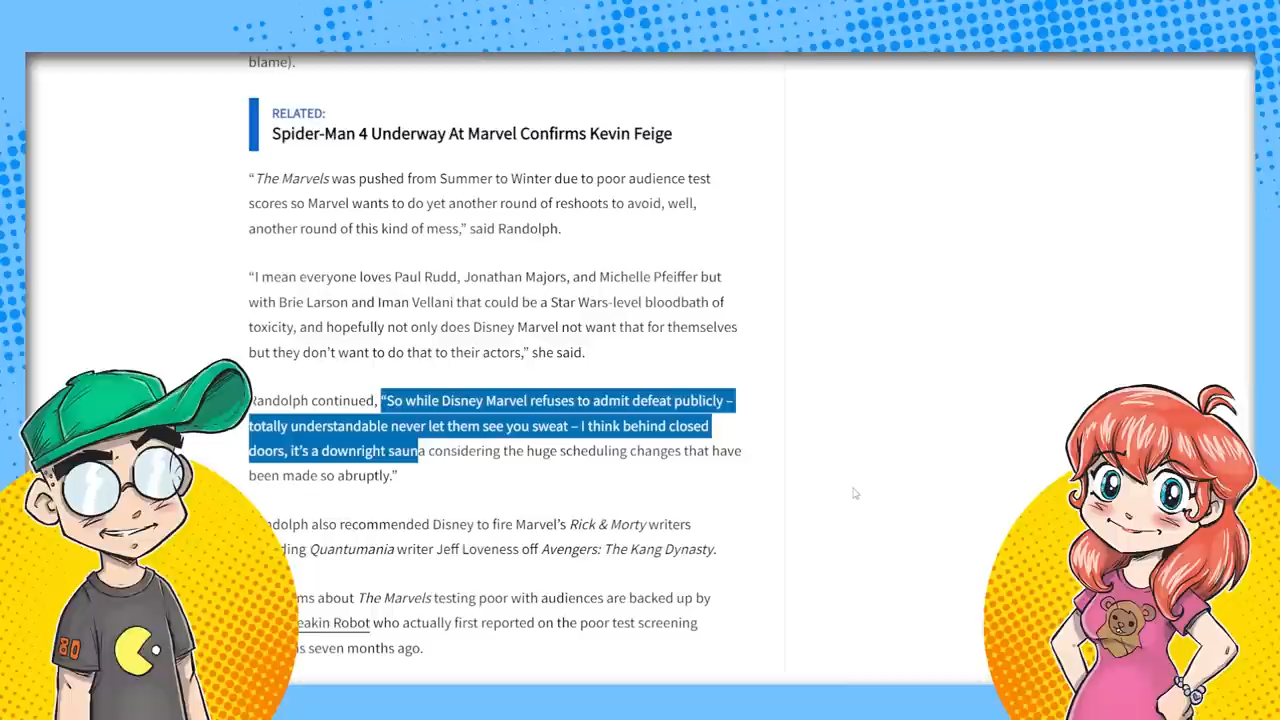 blame).
RELATED:
Spider-Man 4 Underway At Marvel Confirms Kevin Feige
“The Marvels was pushed from Summer to Winter due to poor audience test
scores so Marvel wants to do yet another round of reshoots to avoid, well,
another round of this kind of mess,” said Randolph.
“I mean everyone loves Paul Rudd, Jonathan Majors, and Michelle Pfeiffer but
with Brie Larson and Iman Vellani that could be a Star Wars-level bloodbath of
toxicity, and hopefully not only does Disney Marvel not want that for themselves
but they don’t want to do that to their actors,” she said.
Randolph continued, “So while Disney Marvel refuses to admit defeat publicly –
totally understandable never let them see you sweat – I think behind closed
doors, it’s a downright sauna considering the huge scheduling changes that have
been made so abruptly.”
ndolph also recommended Disney to fire Marvel’s Rick & Morty writers
ding Quantumania writer Jeff Loveness off Avengers: The Kang Dynasty.
ms about The Marvels testing poor with audiences are backed up by
eakin Robot who actually first reported on the poor test screening
s seven months ago.
80